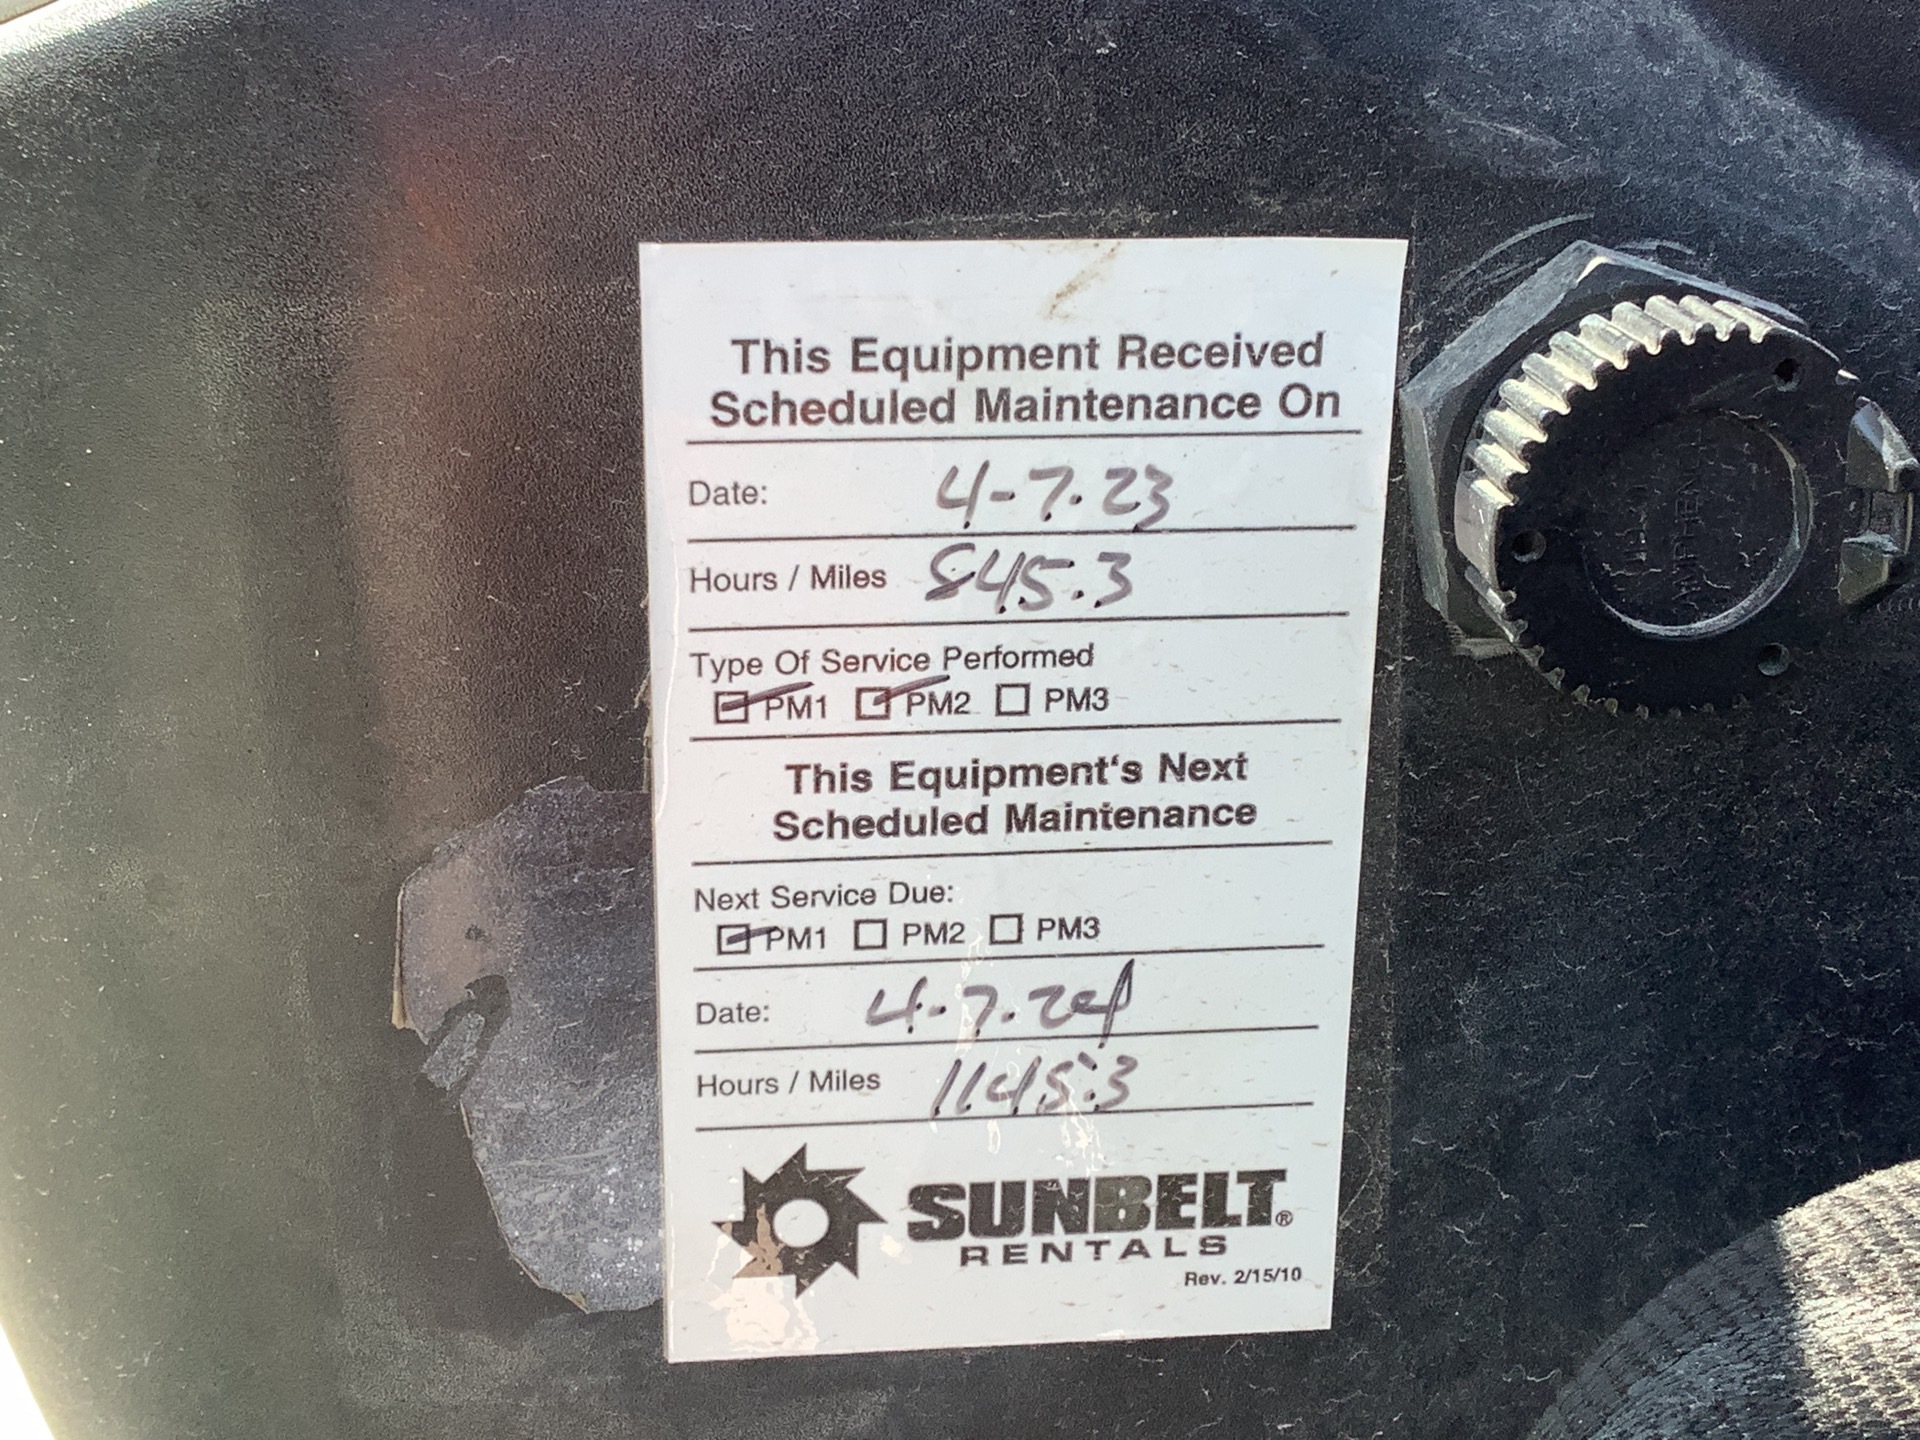 This Equipment Received
Scheduled Maintenance On
Date: 4-7.23
Hours / Miles 845.3
Type Of Service Performed
PM1 PM2 PM3
This Equipment's Next
Scheduled Maintenance
Next Service Due:
PM1 PM2 PM3
Date: 4-7.24
Hours / Miles 1145.3
SUNBELT®
RENTALS
Rev. 2/15/10